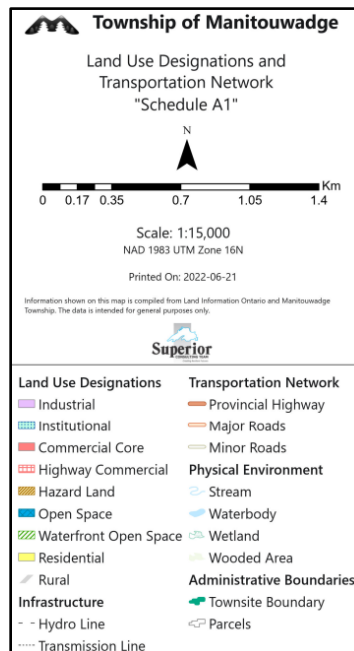 Township of Manitouwadge
Land Use Designations and
Transportation Network
"Schedule A1"
N
Km
0 0.17 0.35 0.7 1.05 1.4
Scale: 1:15,000
NAD 1983 UTM Zone 16N
Printed On: 2022-06-21
Information shown on this map is compiled from Land Information Ontario and Manitouwadge
Township. The data is intended for general purposes only.
Superior
Land Use Designations
Industrial
Institutional
Commercial Core
Highway Commercial
Hazard Land
Open Space
Waterfront Open Space
Residential
Rural
Infrastructure
Hydro Line
Transmission Line
Transportation Network
Provincial Highway
Major Roads
Minor Roads
Physical Environment
Stream
Waterbody
Wetland
Wooded Area
Administrative Boundaries
Townsite Boundary
Parcels